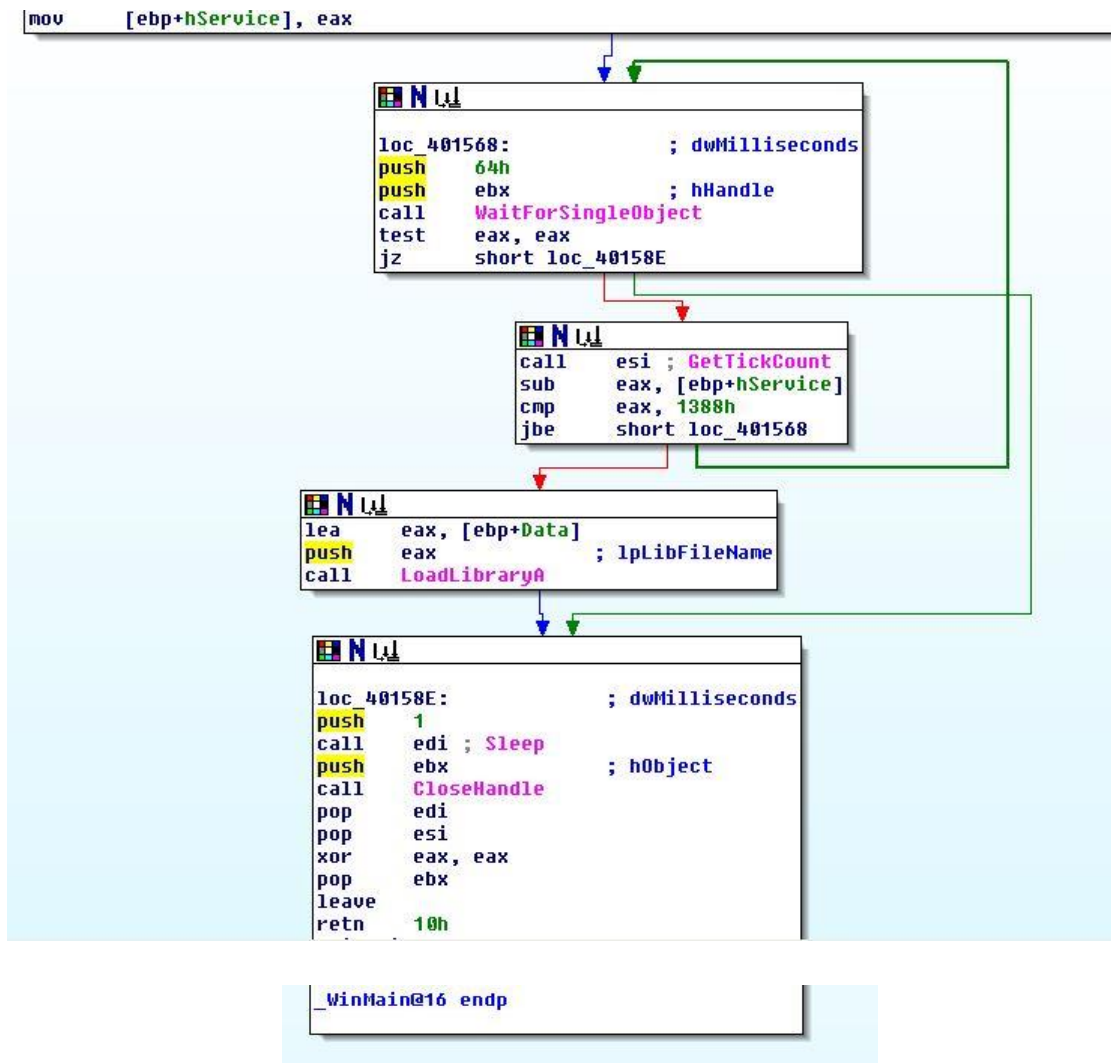 mov [ebp+hService], eax
N
loc_401568: ; dwMilliseconds
push 64h
push ebx ; hHandle
call WaitForSingleObject
test eax, eax
jz short loc_40158E
N
call esi ; GetTickCount
sub eax, [ebp+hService]
cmp eax, 1388h
jbe short loc_401568
N
lea eax, [ebp+Data]
push eax ; lpLibFileName
call LoadLibraryA
N
loc_40158E: ; dwMilliseconds
push 1
call edi ; Sleep
push ebx ; hObject
call CloseHandle
pop edi
pop esi
xor eax, eax
pop ebx
leave
retn 10h
_WinMain@16 endp